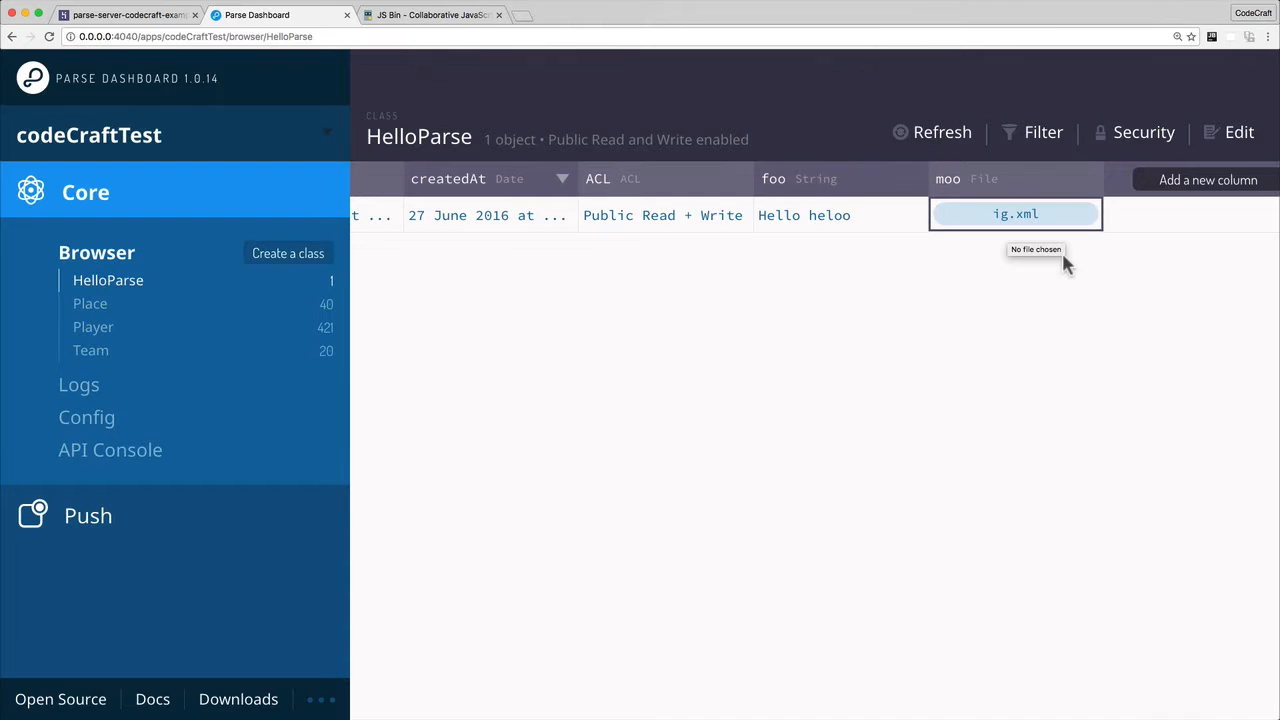 parse-server-codecraft-examp
Parse Dashboard
JS Bin - Collaborative JavaSc
CodeCraft
0.0.0.0:4040/apps/codeCraftTest/browser/HelloParse
PARSE DASHBOARD 1.0.14
codeCraftTest
Core
Browser
Create a class
HelloParse 1
Place 40
Player 421
Team 20
Logs
Config
API Console
Push
Open Source
Docs
Downloads
CLASS
HelloParse 1 object • Public Read and Write enabled
Refresh
Filter
Security
Edit
createdAt Date
ACL ACL
foo String
moo File
Add a new column
t ...
27 June 2016 at ...
Public Read + Write
Hello heloo
ig.xml
No file chosen